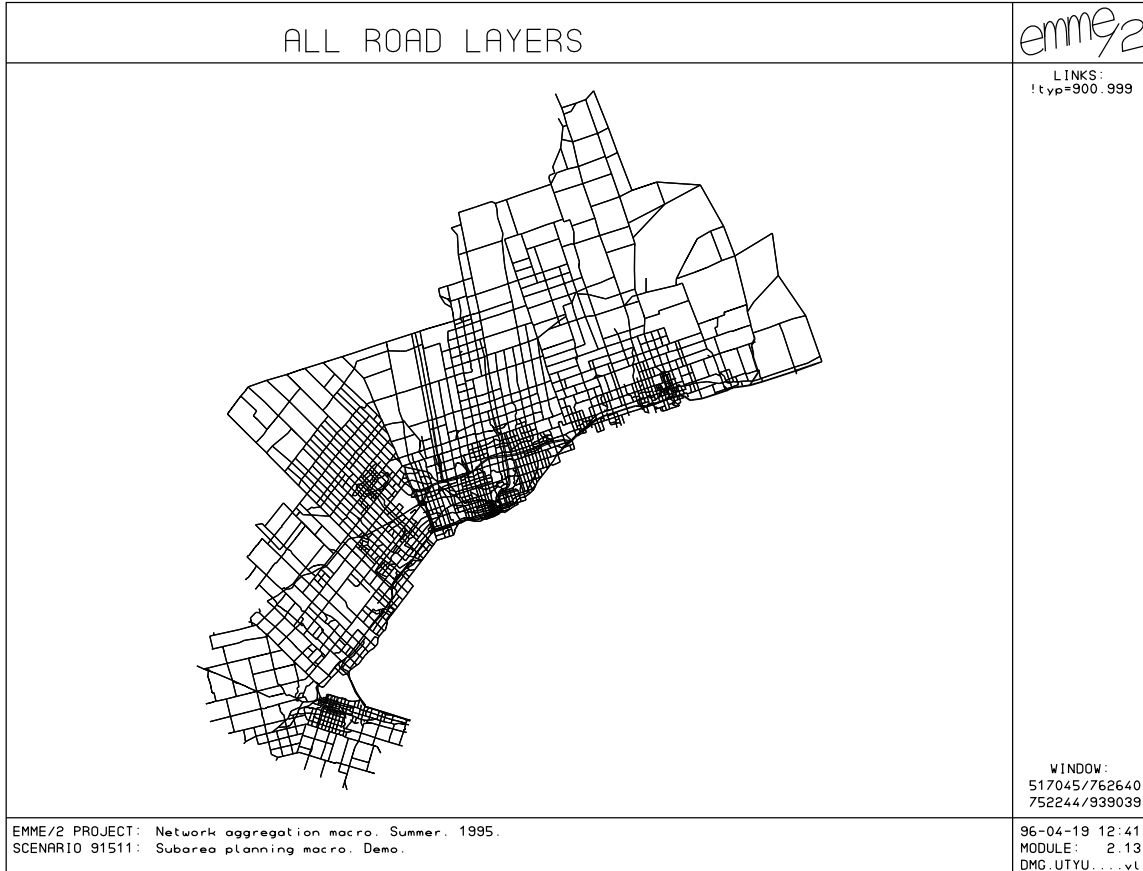 ALL ROAD LAYERS
emme/2
LINKS:
!typ=900.999
WINDOW:
517045/762640
752244/939039
EMME/2 PROJECT: Network aggregation macro. Summer. 1995.
SCENARIO 91511: Subarea planning macro. Demo.
96-04-19 12:41
MODULE: 2.13
DMG.UTYU....vl